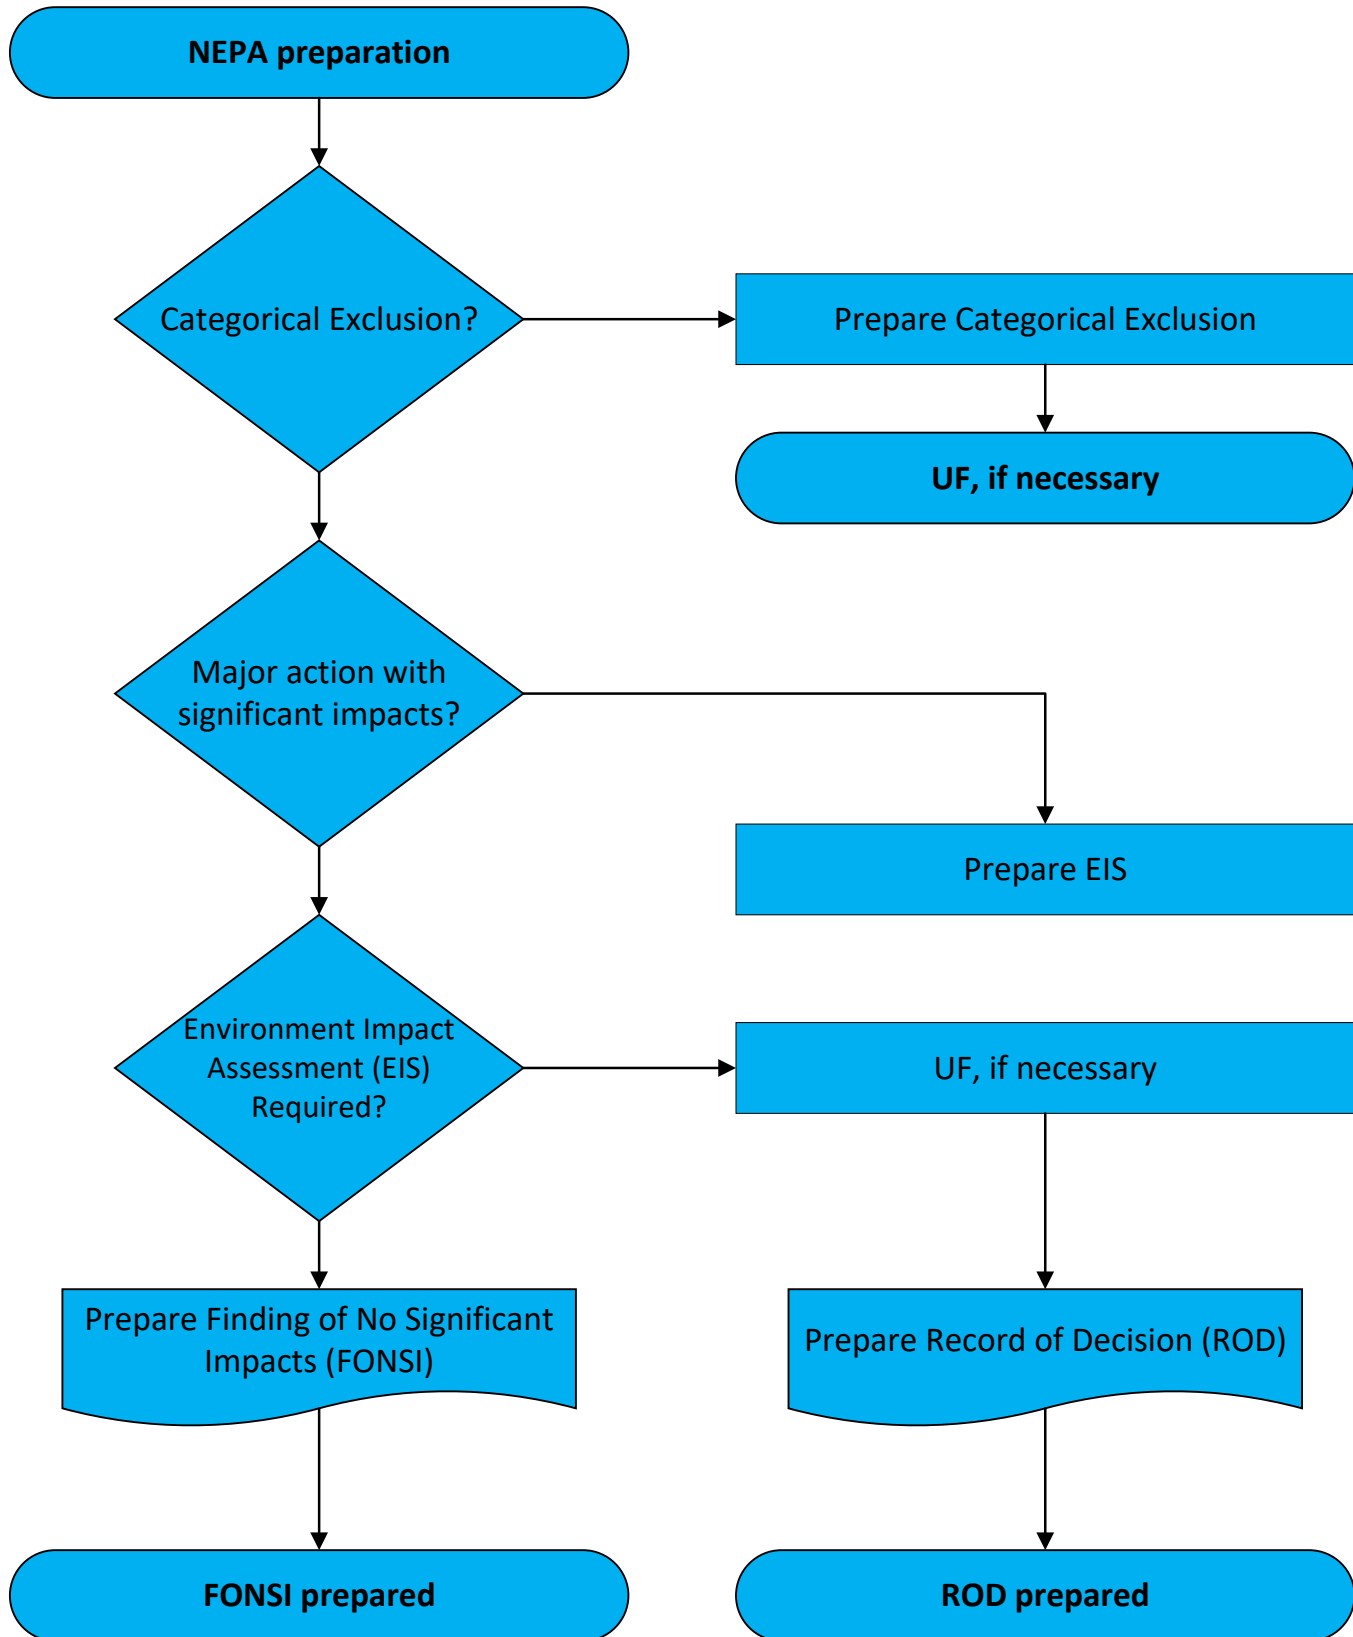 NEPA preparation
Categorical Exclusion?
Prepare Categorical Exclusion
UF, if necessary
Major action with
significant impacts?
Prepare EIS
Environment Impact
Assessment (EIS)
Required?
UF, if necessary
Prepare Finding of No Significant
Impacts (FONSI)
Prepare Record of Decision (ROD)
FONSI prepared
ROD prepared